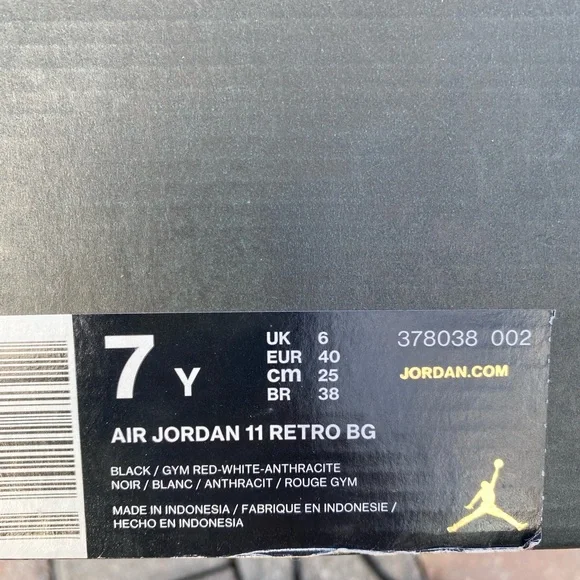 7 Y
UK 6
EUR 40
cm 25
BR 38
378038 002
JORDAN.COM
AIR JORDAN 11 RETRO BG
BLACK / GYM RED-WHITE-ANTHRACITE
NOIR / BLANC / ANTHRACIT / ROUGE GYM
MADE IN INDONESIA / FABRIQUE EN INDONESIE /
HECHO EN INDONESIA